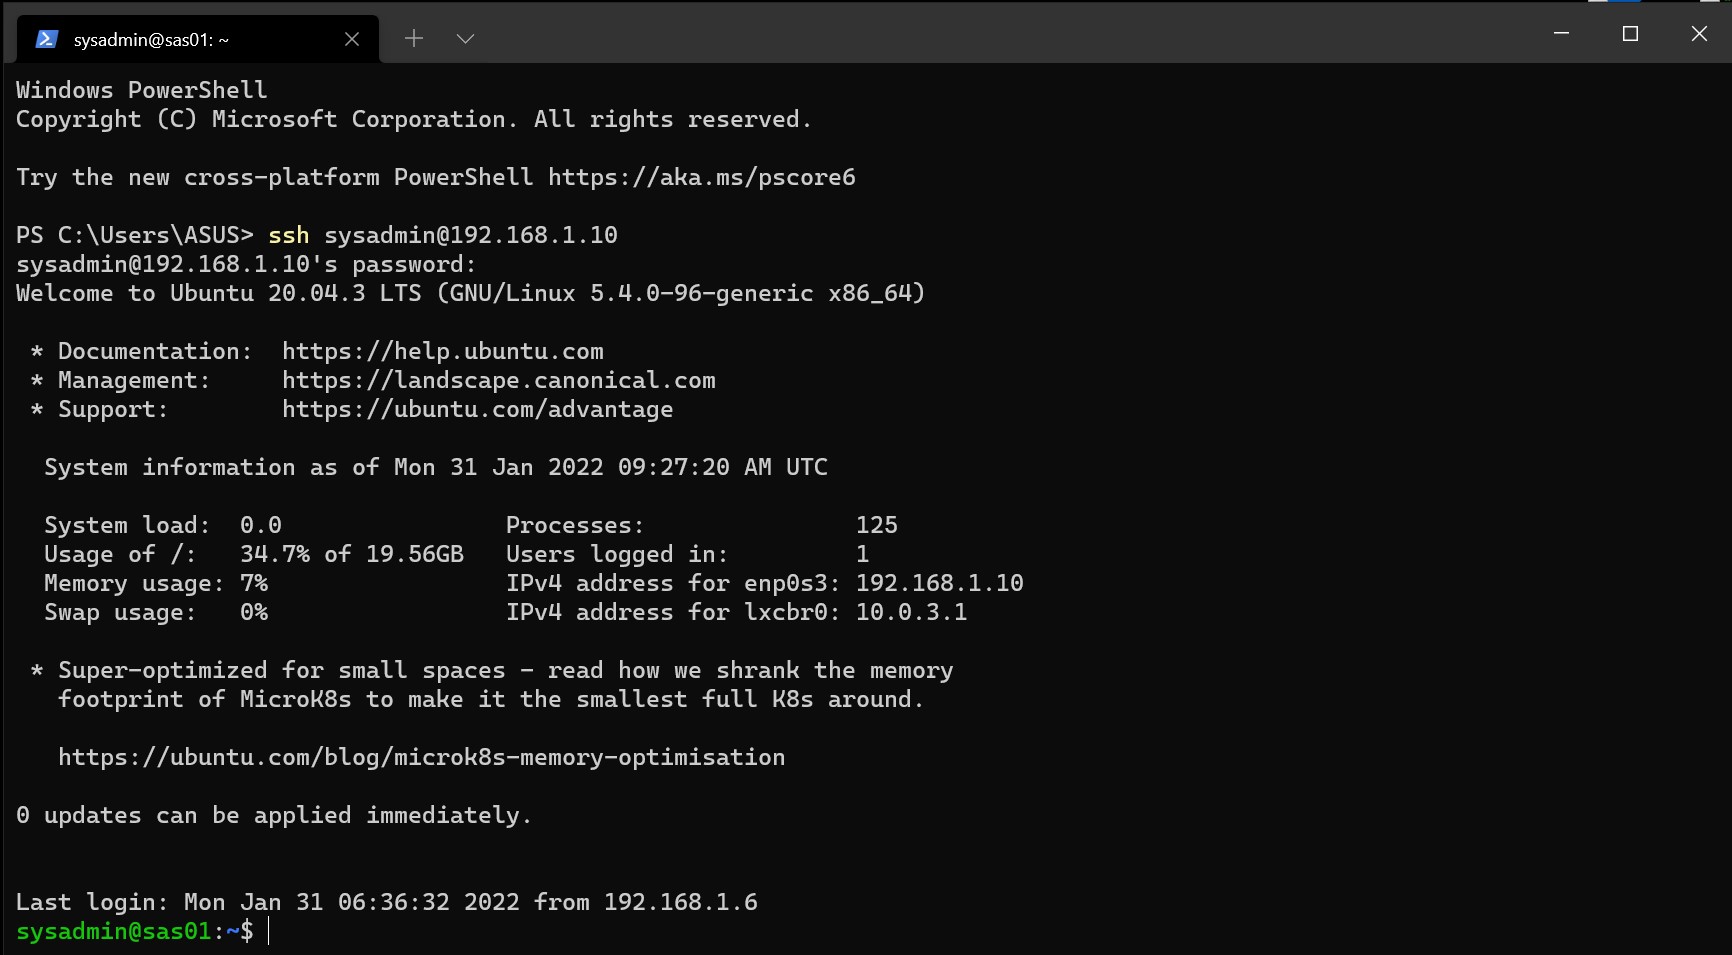 sysadmin@sas01: ~
Windows PowerShell
Copyright (C) Microsoft Corporation. All rights reserved.
Try the new cross-platform PowerShell https://aka.ms/pscore6
PS C:\Users\ASUS> ssh sysadmin@192.168.1.10
sysadmin@192.168.1.10's password:
Welcome to Ubuntu 20.04.3 LTS (GNU/Linux 5.4.0-96-generic x86_64)
* Documentation:  https://help.ubuntu.com
* Management:     https://landscape.canonical.com
* Support:        https://ubuntu.com/advantage
System information as of Mon 31 Jan 2022 09:27:20 AM UTC
System load:  0.0                Processes:               125
Usage of /:   34.7% of 19.56GB   Users logged in:         1
Memory usage: 7%                 IPv4 address for enp0s3: 192.168.1.10
Swap usage:   0%                 IPv4 address for lxcbr0: 10.0.3.1
* Super-optimized for small spaces - read how we shrank the memory
footprint of MicroK8s to make it the smallest full K8s around.
https://ubuntu.com/blog/microk8s-memory-optimisation
0 updates can be applied immediately.
Last login: Mon Jan 31 06:36:32 2022 from 192.168.1.6
sysadmin@sas01:~$